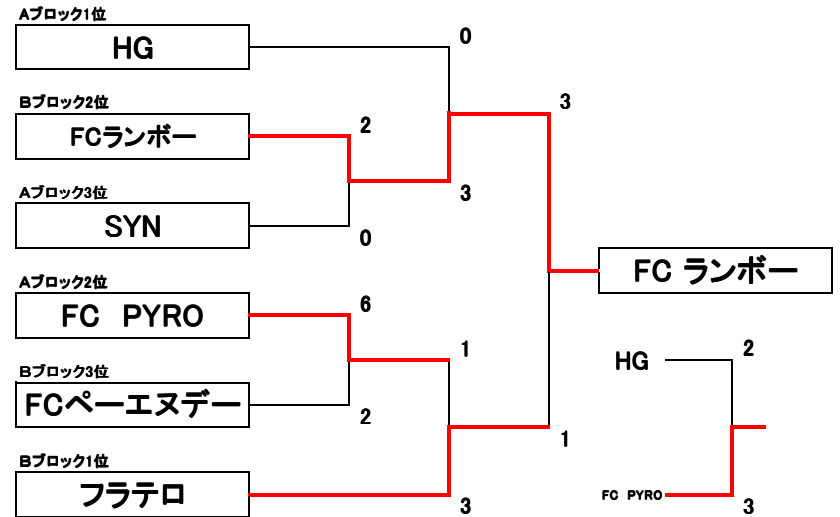 Aブロック1位
HG
0
Bブロック2位
FCランボー
2
3
Aブロック3位
SYN
0
3
Aブロック2位
FC PYRO
6
1
FC ランボー
Bブロック3位
FCペーエヌデー
2
1
Bブロック1位
フラテロ
3
HG
2
FC PYRO
3